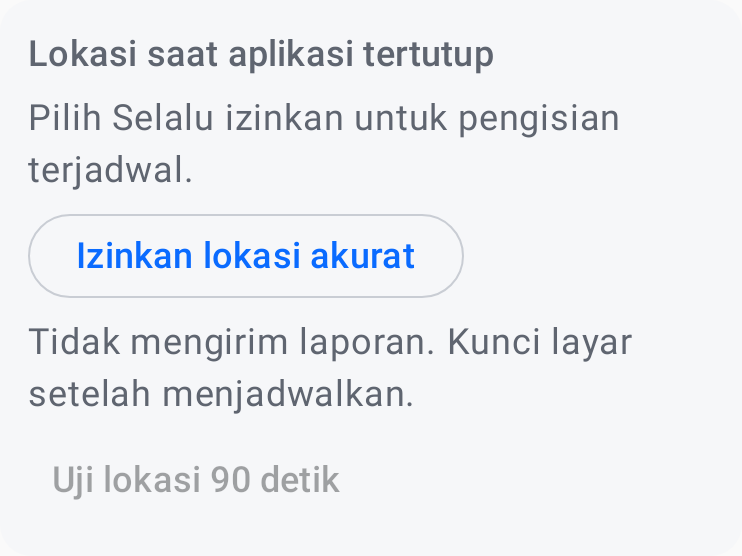 Lokasi saat aplikasi tertutup
Pilih Selalu izinkan untuk pengisian
terjadwal.
Izinkan lokasi akurat
Tidak mengirim laporan. Kunci layar
setelah menjadwalkan.
Uji lokasi 90 detik